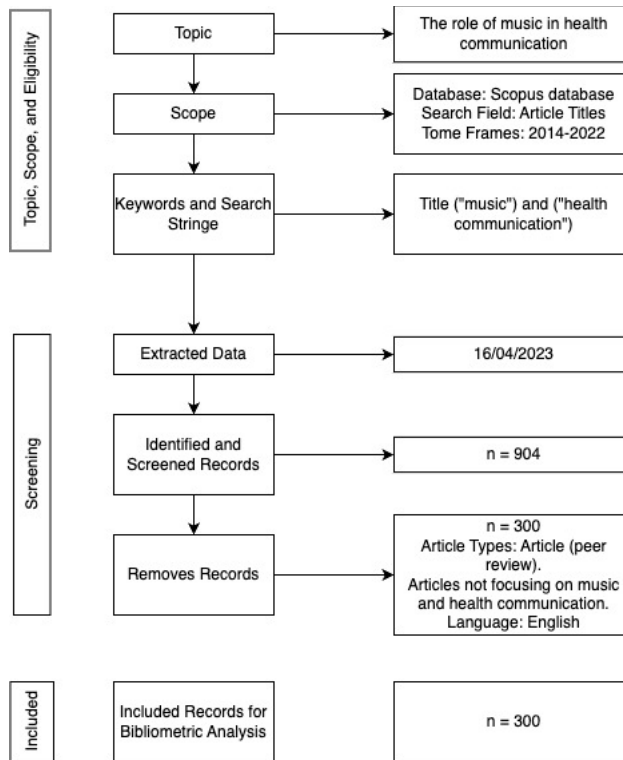 Topic, Scope, and Eligibility
Topic
The role of music in health
communication
Scope
Database: Scopus database
Search Field: Article Titles
Tome Frames: 2014-2022
Keywords and Search
Stringe
Title ("music") and ("health
communication")
Screening
Extracted Data
16/04/2023
Identified and
Screened Records
n = 904
Removes Records
n = 300
Article Types: Article (peer
review).
Articles not focusing on music
and health communication.
Language: English
Included
Included Records for
Bibliometric Analysis
n = 300